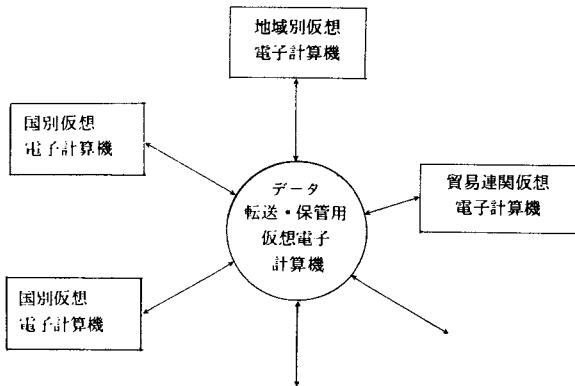 地域別仮想
電子計算機
国別仮想
電子計算機
データ
転送・保管用
仮想電子
計算機
貿易連関仮想
電子計算機
国別仮想
電子計算機